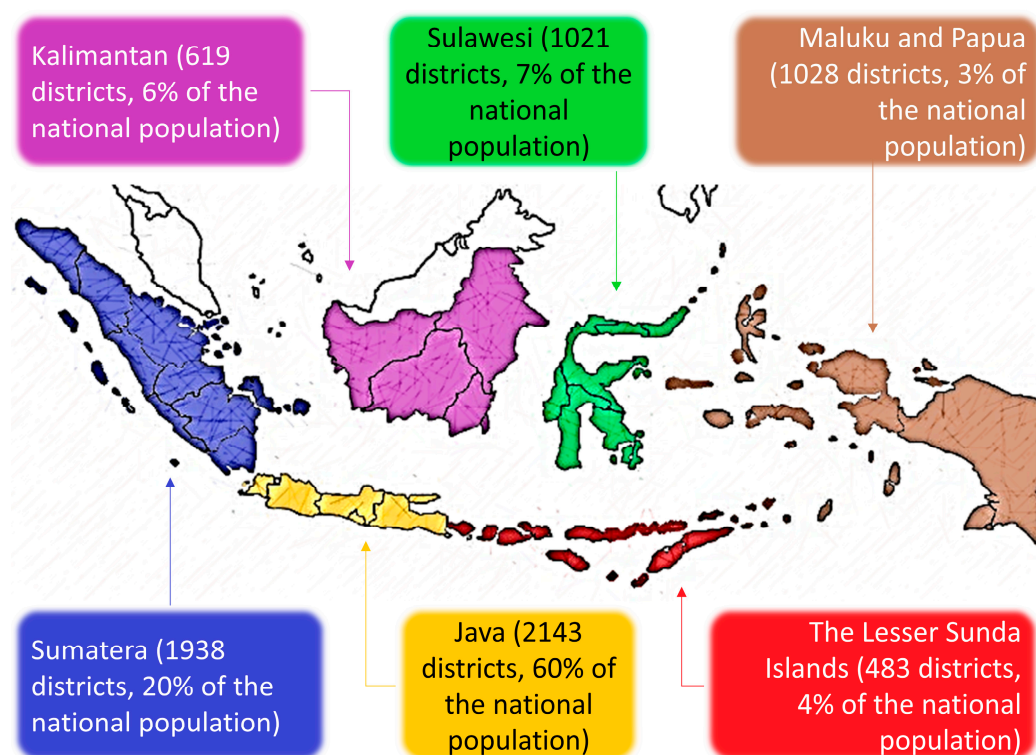 Kalimantan (619
districts, 6% of the
national population)
Sulawesi (1021
districts, 7% of the
national
population)
Maluku and Papua
(1028 districts, 3% of
the national
population)
Sumatera (1938
districts, 20% of the
national population)
Java (2143
districts, 60% of
the national
population)
The Lesser Sunda
Islands (483 districts,
4% of the national
population)